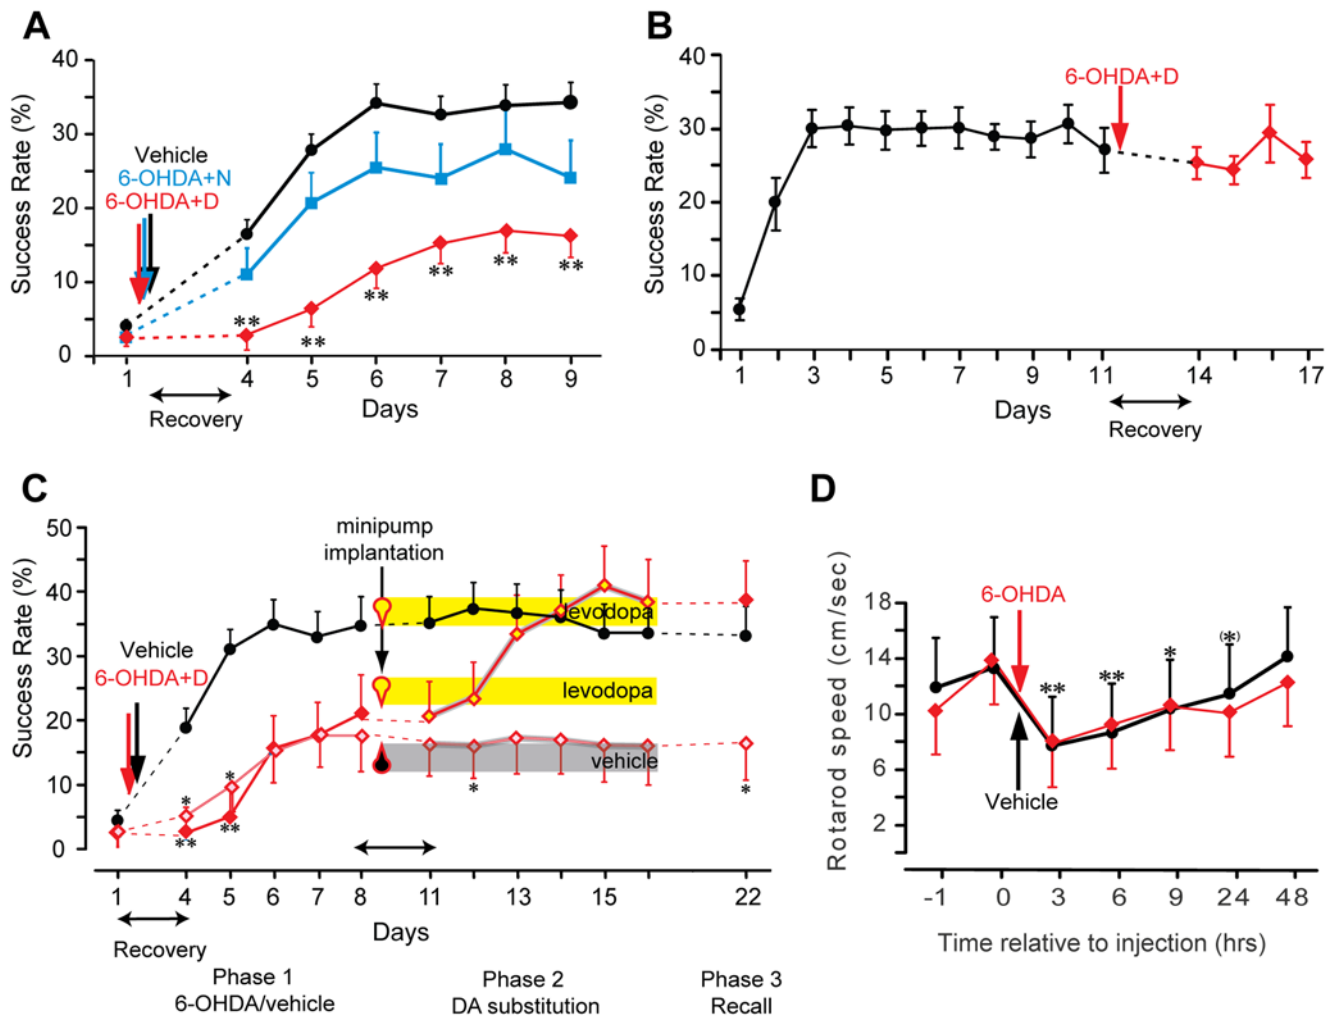 A
Success Rate (%)
40
30
20
10
0
Vehicle
6-OHDA+N
6-OHDA+D
**
**
**
**
**
**
1
4
5
6
7
8
9
Recovery
Days
B
Success Rate (%)
40
30
20
10
0
6-OHDA+D
1
3
5
7
9
11
14
17
Days
Recovery
C
Success Rate (%)
50
40
30
20
10
0
minipump
implantation
Vehicle
6-OHDA+D
levodopa
levodopa
vehicle
*
*
**
**
*
*
1
4
5
6
7
8
11
13
15
22
Recovery
Days
Phase 1
6-OHDA/vehicle
Phase 2
DA substitution
Phase 3
Recall
D
Rotarod speed (cm/sec)
18
14
10
6
2
6-OHDA
Vehicle
**
**
*
(*)
-1
0
3
6
9
24
48
Time relative to injection (hrs)